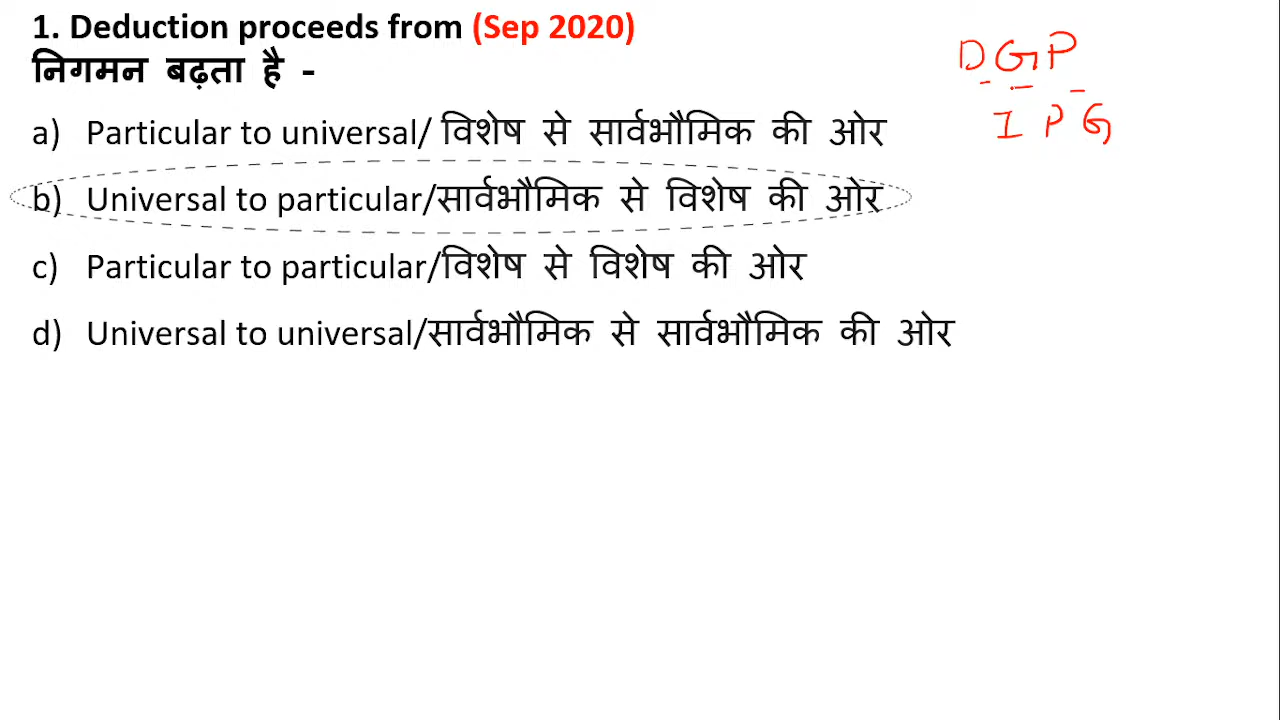 1. Deduction proceeds from (Sep 2020)
निगमन बढ़ता है -
a) Particular to universal/ विशेष से सार्वभौमिक की ओर
b) Universal to particular/सार्वभौमिक से विशेष की ओर
c) Particular to particular/विशेष से विशेष की ओर
d) Universal to universal/सार्वभौमिक से सार्वभौमिक की ओर
DGP
IPG